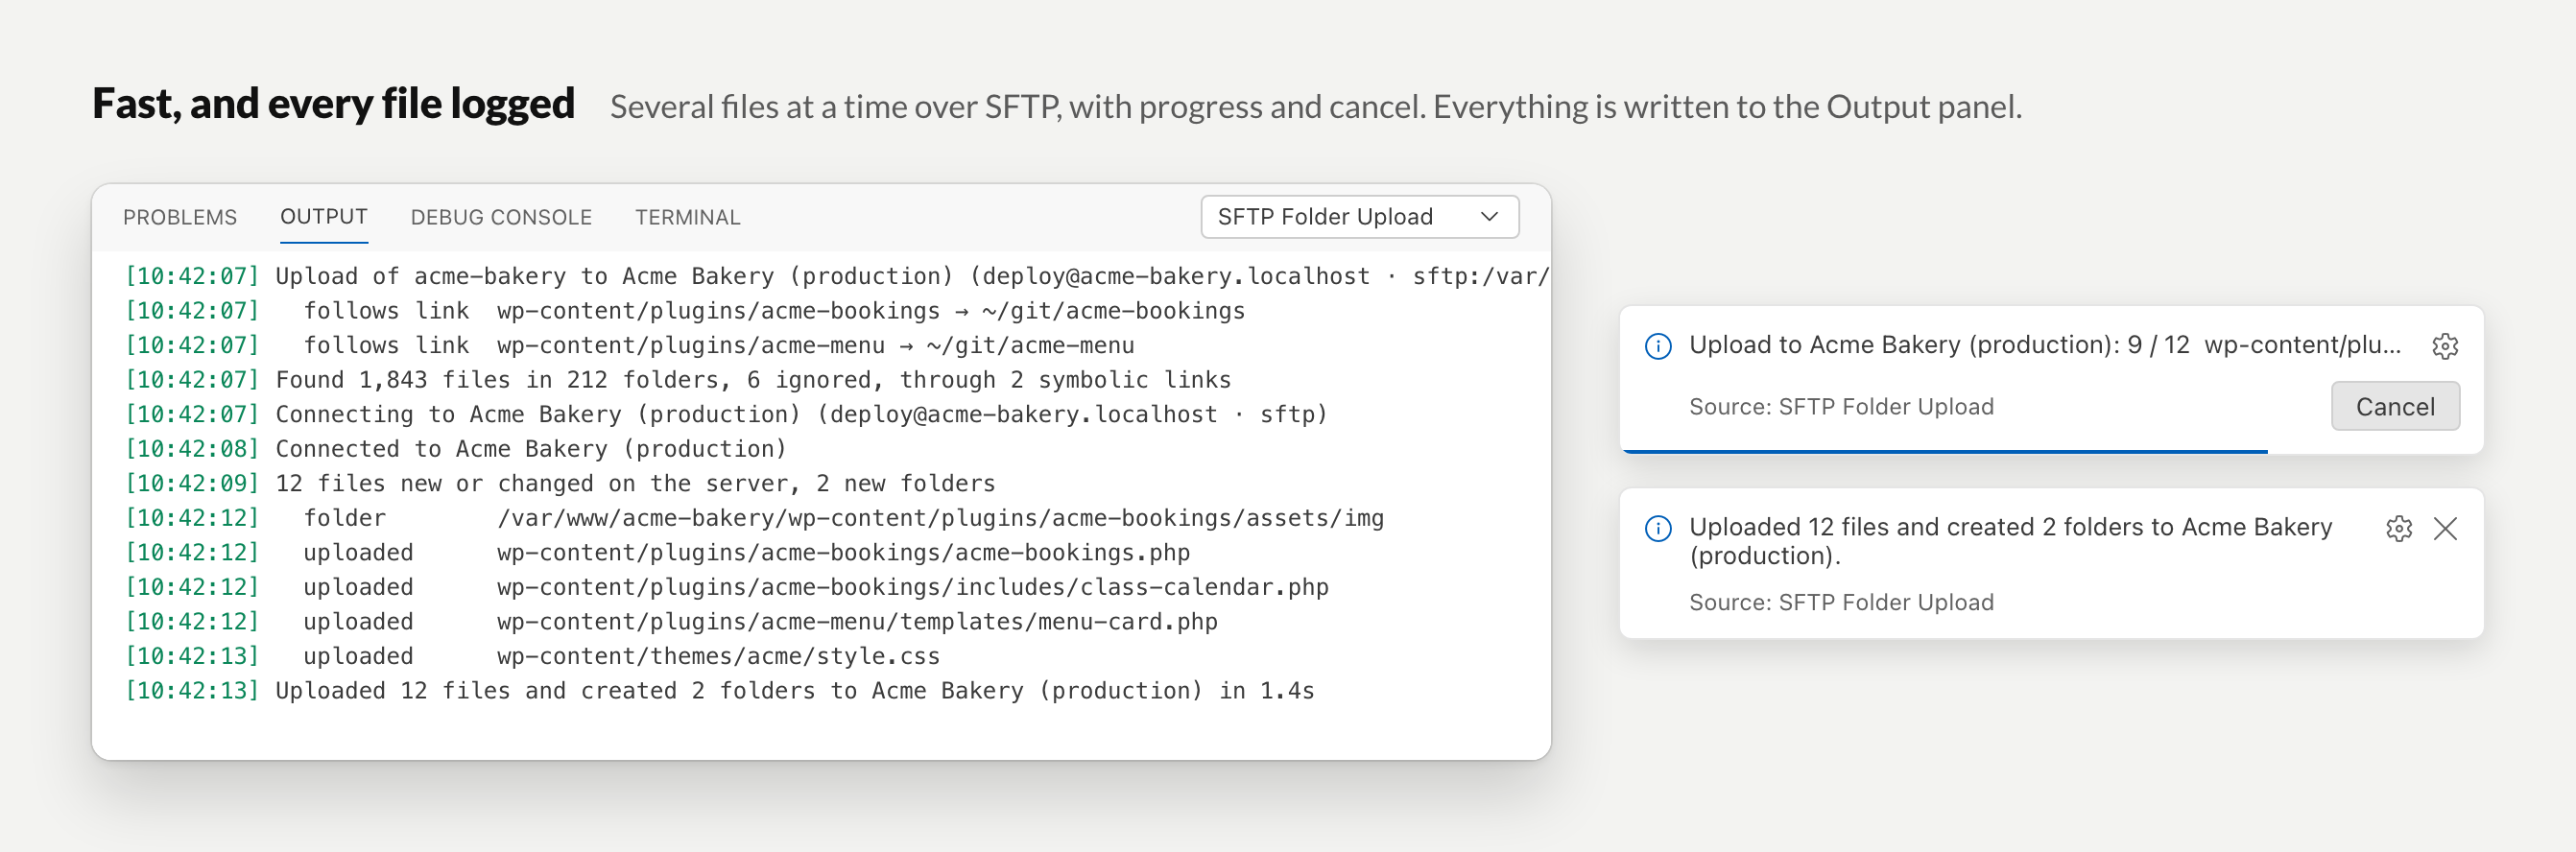 Fast, and every file logged Several files at a time over SFTP, with progress and cancel. Everything is written to the Output panel.
PROBLEMS OUTPUT DEBUG CONSOLE TERMINAL SFTP Folder Upload
[10:42:07] Upload of acme-bakery to Acme Bakery (production) (deploy@acme-bakery.localhost · sftp:/var/
[10:42:07] follows link wp-content/plugins/acme-bookings → ~/git/acme-bookings
[10:42:07] follows link wp-content/plugins/acme-menu → ~/git/acme-menu
[10:42:07] Found 1,843 files in 212 folders, 6 ignored, through 2 symbolic links
[10:42:07] Connecting to Acme Bakery (production) (deploy@acme-bakery.localhost · sftp)
[10:42:08] Connected to Acme Bakery (production)
[10:42:09] 12 files new or changed on the server, 2 new folders
[10:42:12] folder /var/www/acme-bakery/wp-content/plugins/acme-bookings/assets/img
[10:42:12] uploaded wp-content/plugins/acme-bookings/acme-bookings.php
[10:42:12] uploaded wp-content/plugins/acme-bookings/includes/class-calendar.php
[10:42:12] uploaded wp-content/plugins/acme-menu/templates/menu-card.php
[10:42:13] uploaded wp-content/themes/acme/style.css
[10:42:13] Uploaded 12 files and created 2 folders to Acme Bakery (production) in 1.4s
Upload to Acme Bakery (production): 9 / 12 wp-content/plu...
Source: SFTP Folder Upload Cancel
Uploaded 12 files and created 2 folders to Acme Bakery
(production).
Source: SFTP Folder Upload